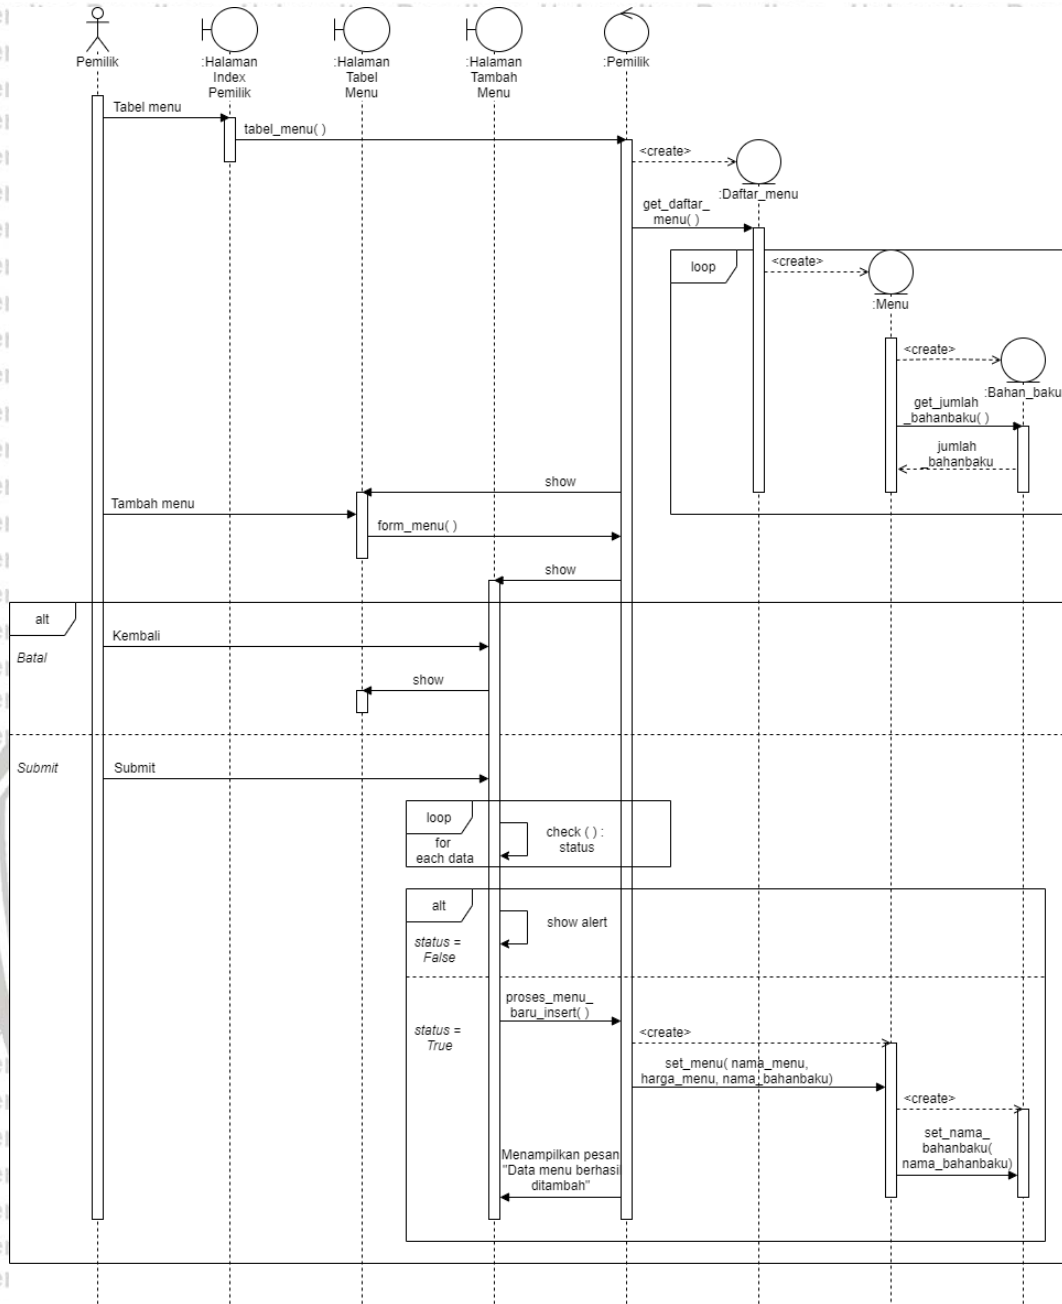 Pemilik
:Halaman
Index
Pemilik
:Halaman
Tabel
Menu
:Halaman
Tambah
Menu
:Pemilik
Tabel menu
tabel_menu( )
<create>
:Daftar_menu
get_daftar_
menu( )
loop
<create>
:Menu
<create>
:Bahan_baku
get_jumlah
_bahanbaku( )
jumlah
_bahanbaku
show
Tambah menu
form_menu( )
show
alt
Kembali
Batal
show
Submit
Submit
loop
for
each data
check ( ) :
status
alt
show alert
status =
False
proses_menu_
baru_insert( )
status =
True
<create>
set_menu( nama_menu,
harga_menu, nama_bahanbaku)
<create>
set_nama_
bahanbaku(
nama_bahanbaku)
Menampilkan pesan
"Data menu berhasil
ditambah"